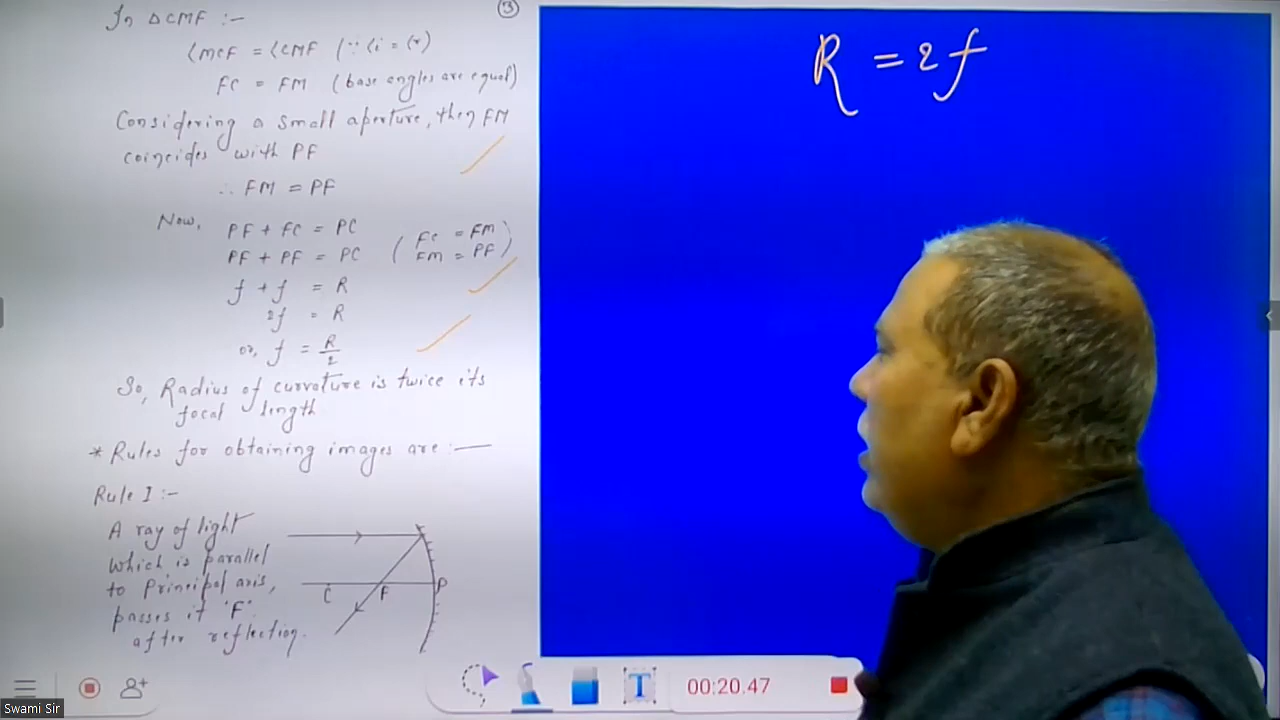 3
In △CMF :-
∠MCF = ∠CMF (∵ ∠i = ∠r)
FC = FM (base angles are equal)
Considering a small aperture, then FM
coincides with PF
∴ FM = PF
Now,
PF + FC = PC
PF + PF = PC ( FC = FM
FM = PF )
f + f = R
2f = R
or, f = R/2
So, Radius of curvature is twice its
focal length
* Rules for obtaining images are :—
Rule I :-
A ray of light
which is parallel
to Principal axis,
passes it 'F'
after reflection.
C F P
R = 2f
T
00:20.47
Swami Sir